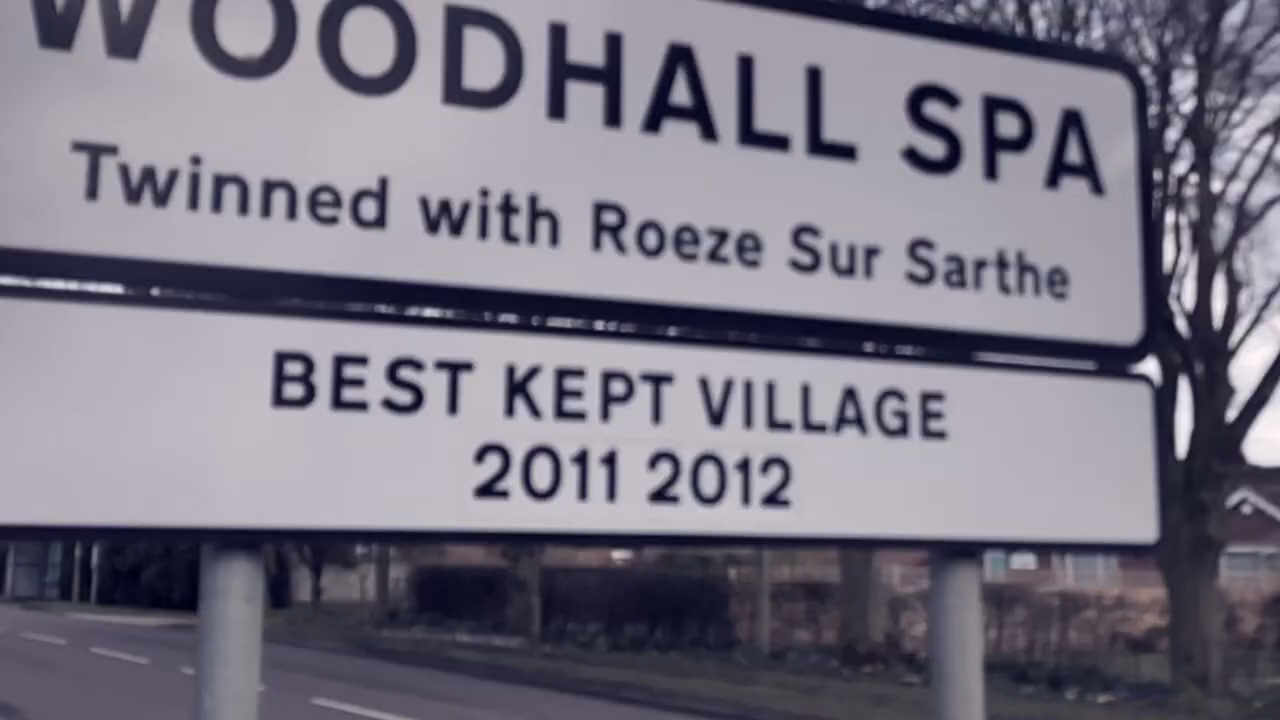 WOODHALL SPA
Twinned with Roeze Sur Sarthe
BEST KEPT VILLAGE
2011 2012